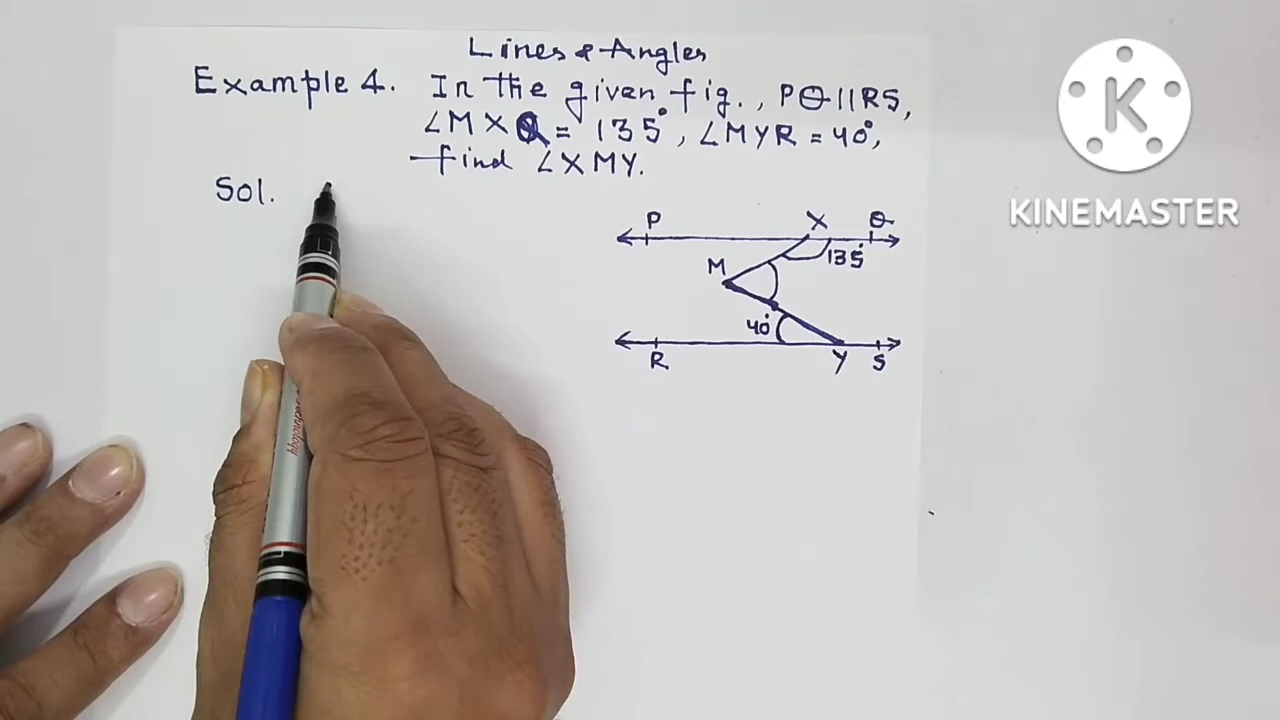 Lines & Angles
Example 4. In the given fig., PQ||RS,
∠MXQ = 135°, ∠MYR = 40°,
find ∠XMY.
Sol.
P X Q
135°
M
40°
R Y S
K
KINEMASTER